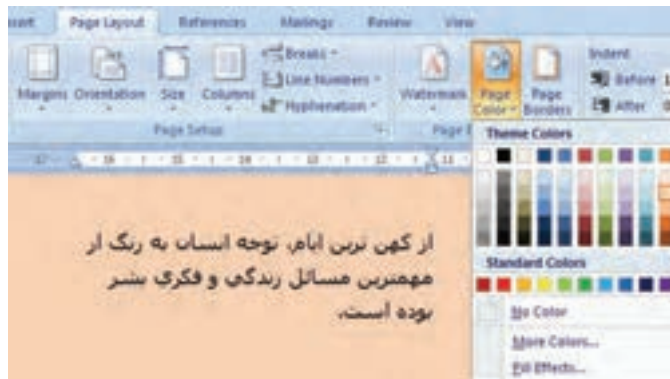 Page Layout References Mailings Review View
Breaks
Line Numbers
Hyphenation
Margins Orientation Size Columns
Watermark Page Color Page Borders
Indent
Before
After
Page Setup
Theme Colors
Standard Colors
No Color
More Colors...
Fill Effects...
از کهن ترین ایام، توجه انسان به رنگ از
مهمترین مسائل زندگی و فکری بشر
بوده است.